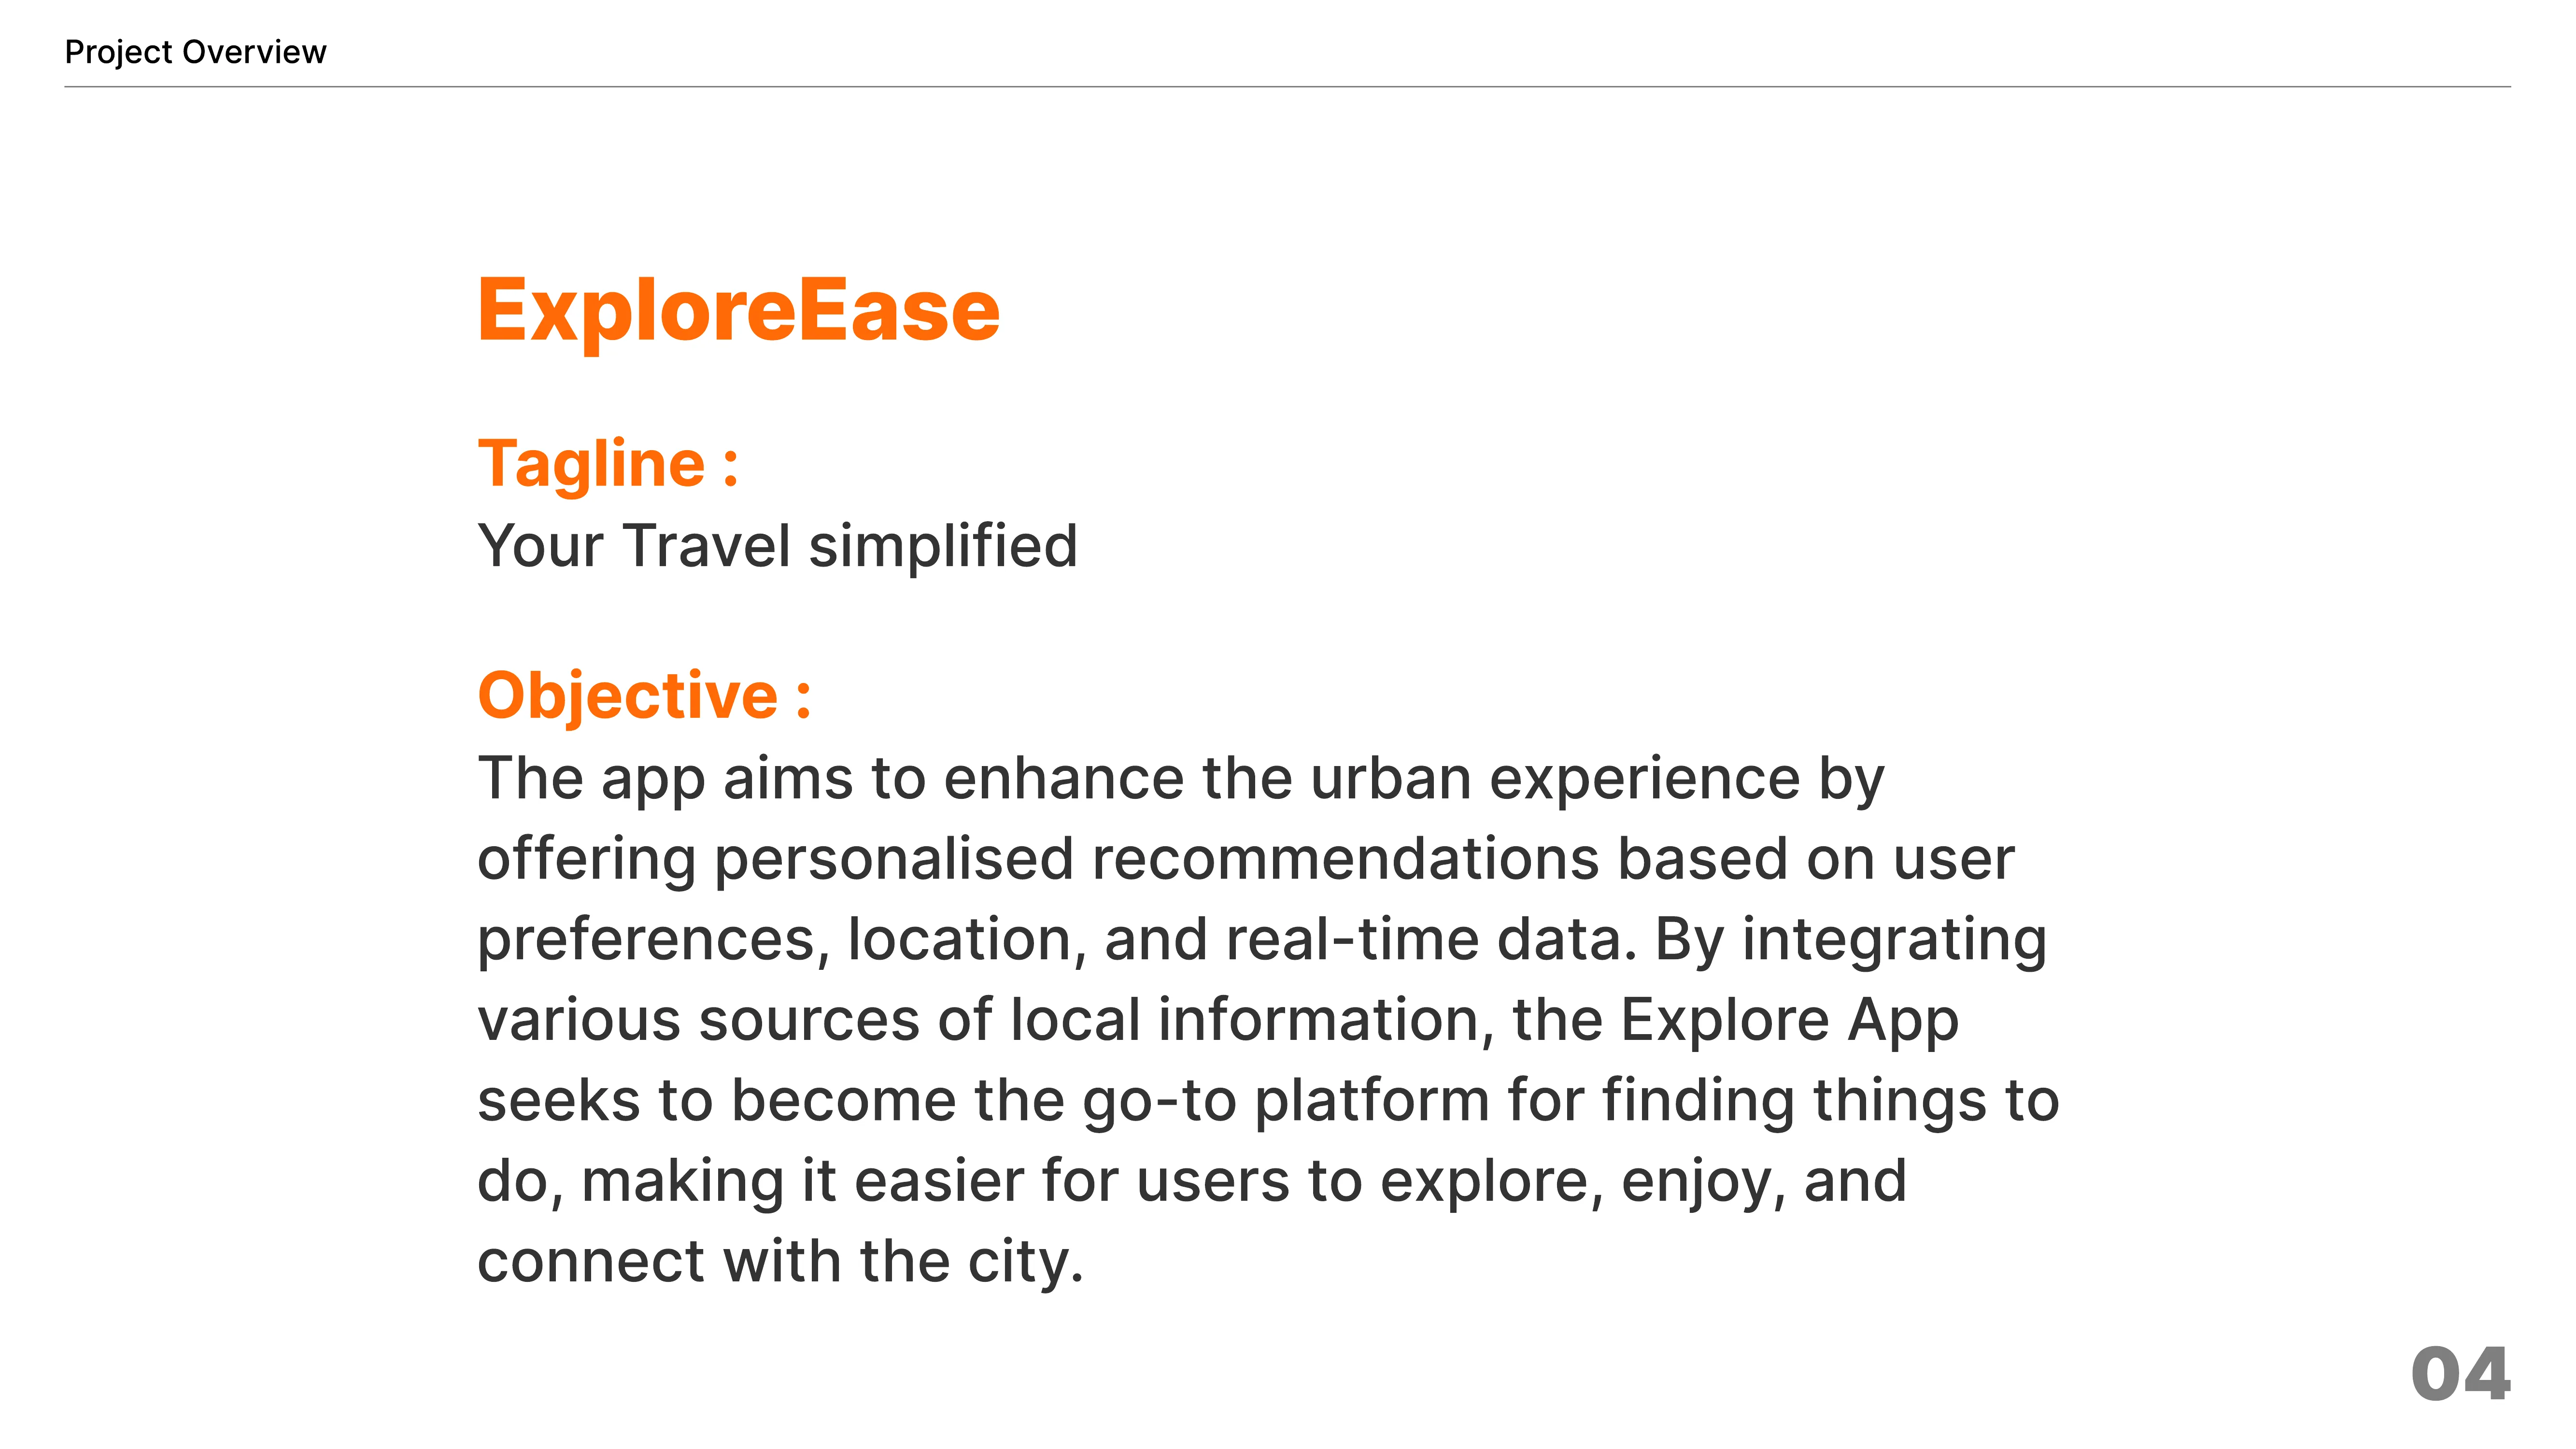 Project Overview
ExploreEase
Tagline :
Your Travel simplified
Objective :
The app aims to enhance the urban experience by
offering personalised recommendations based on user
preferences, location, and real-time data. By integrating
various sources of local information, the Explore App
seeks to become the go-to platform for finding things to
do, making it easier for users to explore, enjoy, and
connect with the city.
04